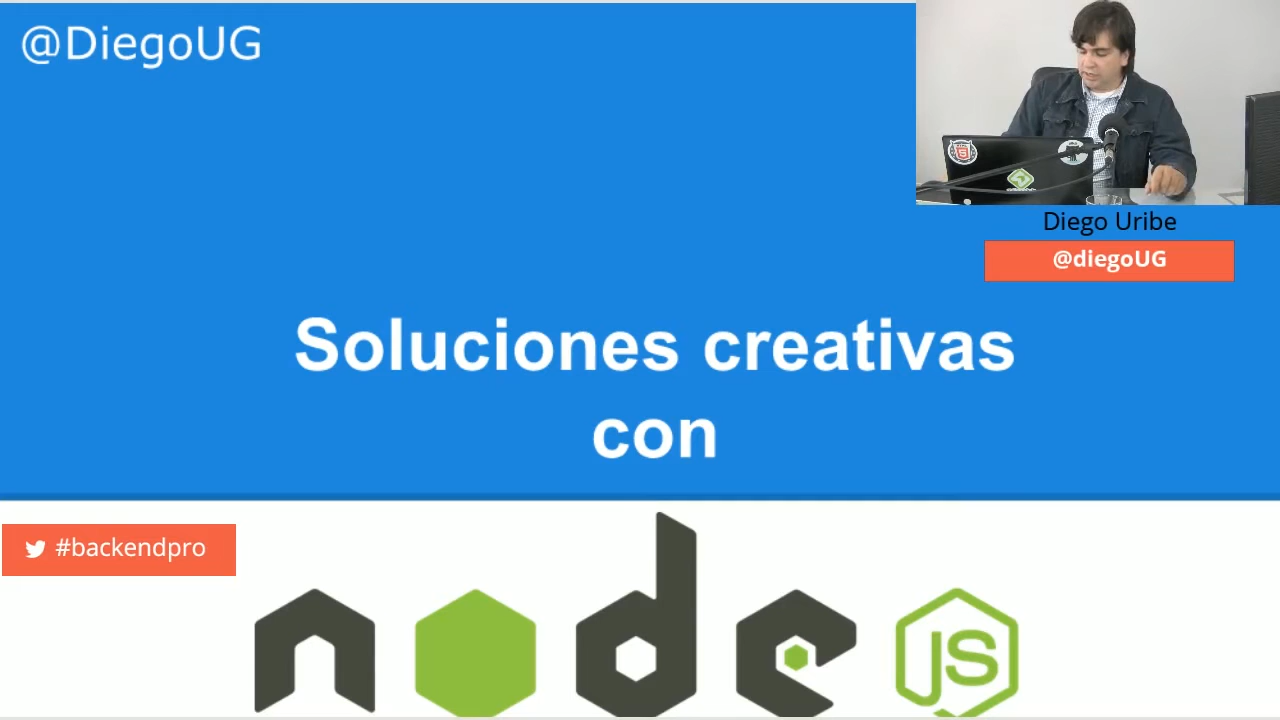 @DiegoUG
Diego Uribe
@diegoUG
Soluciones creativas
con
#backendpro
node
JS